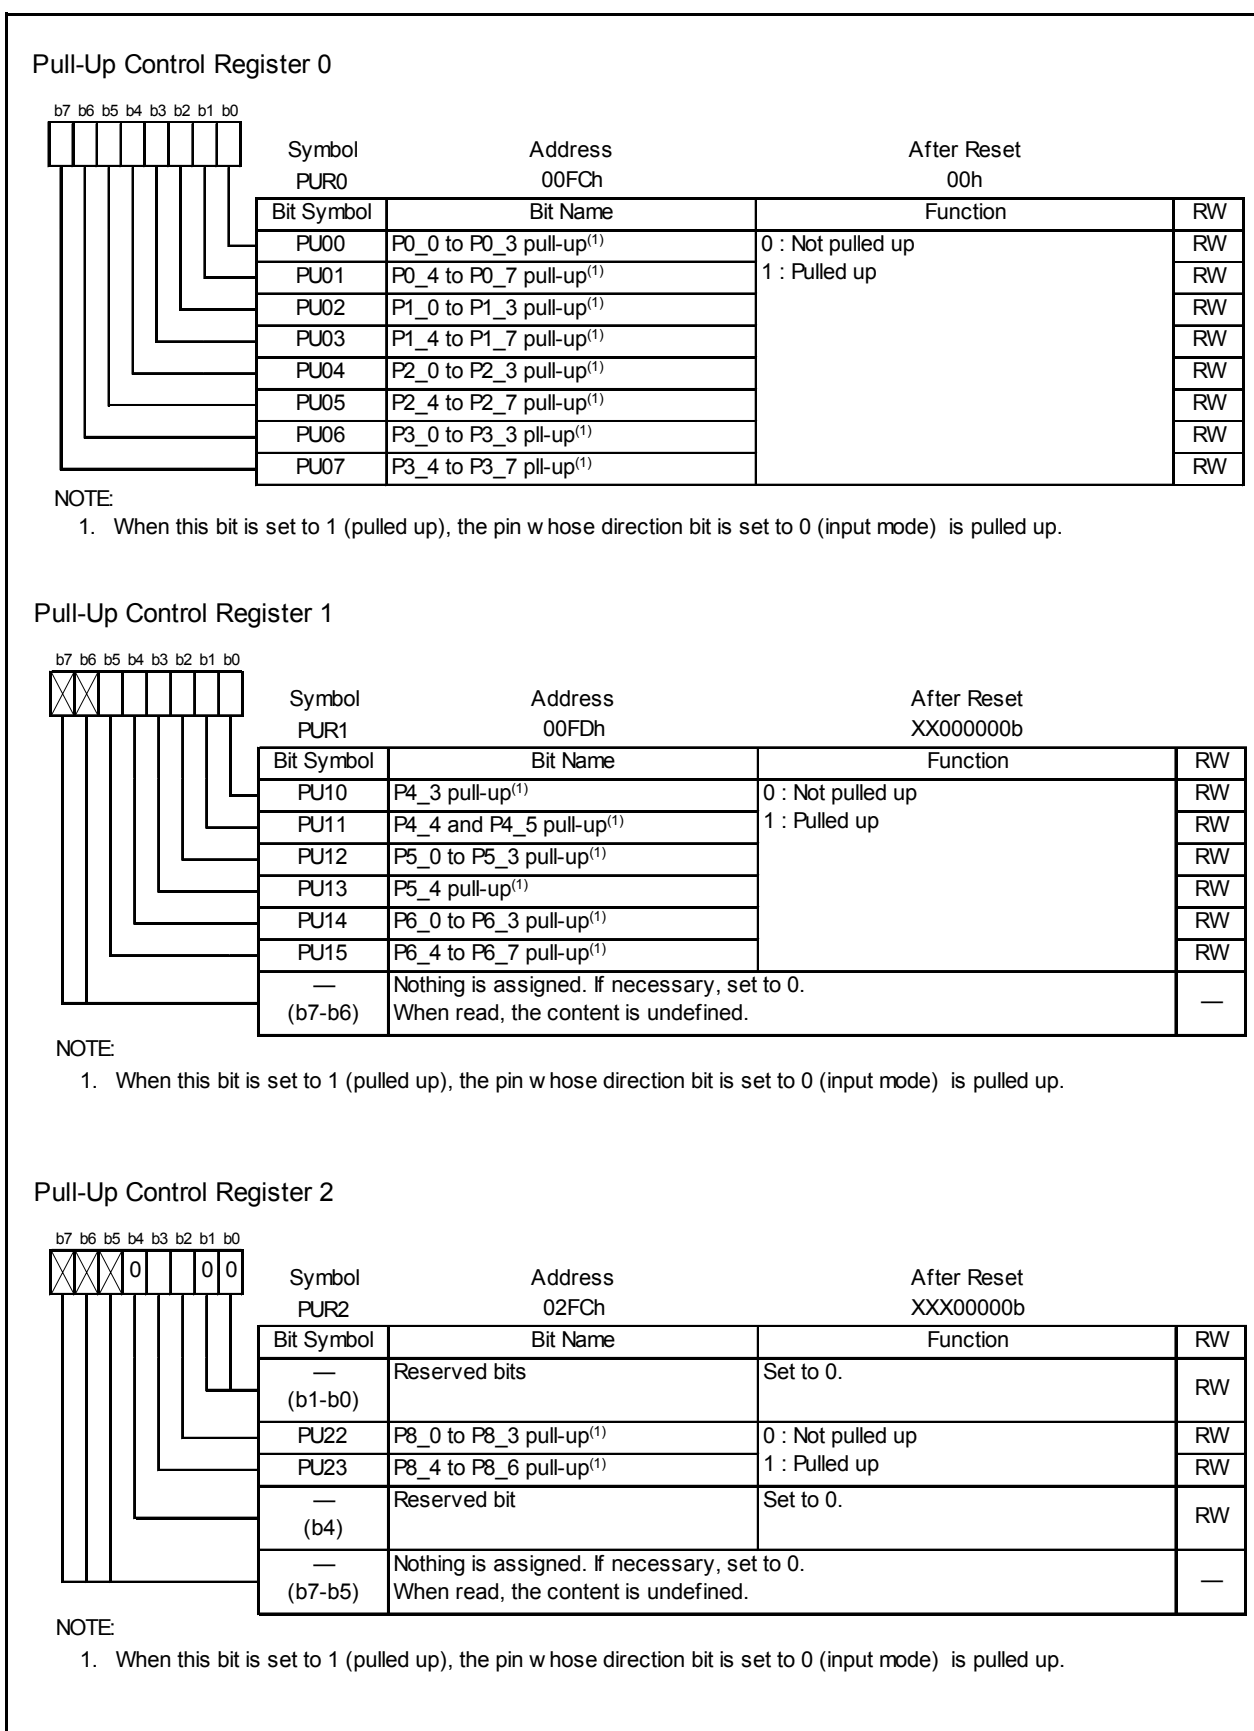 Pull-Up Control Register 0
b7 b6 b5 b4 b3 b2 b1 b0
Symbol Address After Reset
PUR0 00FCh 00h
Bit Symbol Bit Name Function RW
PU00 P0_0 to P0_3 pull-up(1) 0 : Not pulled up RW
PU01 P0_4 to P0_7 pull-up(1) 1 : Pulled up RW
PU02 P1_0 to P1_3 pull-up(1) RW
PU03 P1_4 to P1_7 pull-up(1) RW
PU04 P2_0 to P2_3 pull-up(1) RW
PU05 P2_4 to P2_7 pull-up(1) RW
PU06 P3_0 to P3_3 pll-up(1) RW
PU07 P3_4 to P3_7 pll-up(1) RW
NOTE:
1. When this bit is set to 1 (pulled up), the pin w hose direction bit is set to 0 (input mode) is pulled up.
Pull-Up Control Register 1
b7 b6 b5 b4 b3 b2 b1 b0
Symbol Address After Reset
PUR1 00FDh XX000000b
Bit Symbol Bit Name Function RW
PU10 P4_3 pull-up(1) 0 : Not pulled up RW
PU11 P4_4 and P4_5 pull-up(1) 1 : Pulled up RW
PU12 P5_0 to P5_3 pull-up(1) RW
PU13 P5_4 pull-up(1) RW
PU14 P6_0 to P6_3 pull-up(1) RW
PU15 P6_4 to P6_7 pull-up(1) RW
— Nothing is assigned. If necessary, set to 0. —
(b7-b6) When read, the content is undefined.
NOTE:
1. When this bit is set to 1 (pulled up), the pin w hose direction bit is set to 0 (input mode) is pulled up.
Pull-Up Control Register 2
b7 b6 b5 b4 b3 b2 b1 b0
0 0 0
Symbol Address After Reset
PUR2 02FCh XXX00000b
Bit Symbol Bit Name Function RW
— Reserved bits Set to 0. RW
(b1-b0)
PU22 P8_0 to P8_3 pull-up(1) 0 : Not pulled up RW
PU23 P8_4 to P8_6 pull-up(1) 1 : Pulled up RW
— Reserved bit Set to 0. RW
(b4)
— Nothing is assigned. If necessary, set to 0. —
(b7-b5) When read, the content is undefined.
NOTE:
1. When this bit is set to 1 (pulled up), the pin w hose direction bit is set to 0 (input mode) is pulled up.